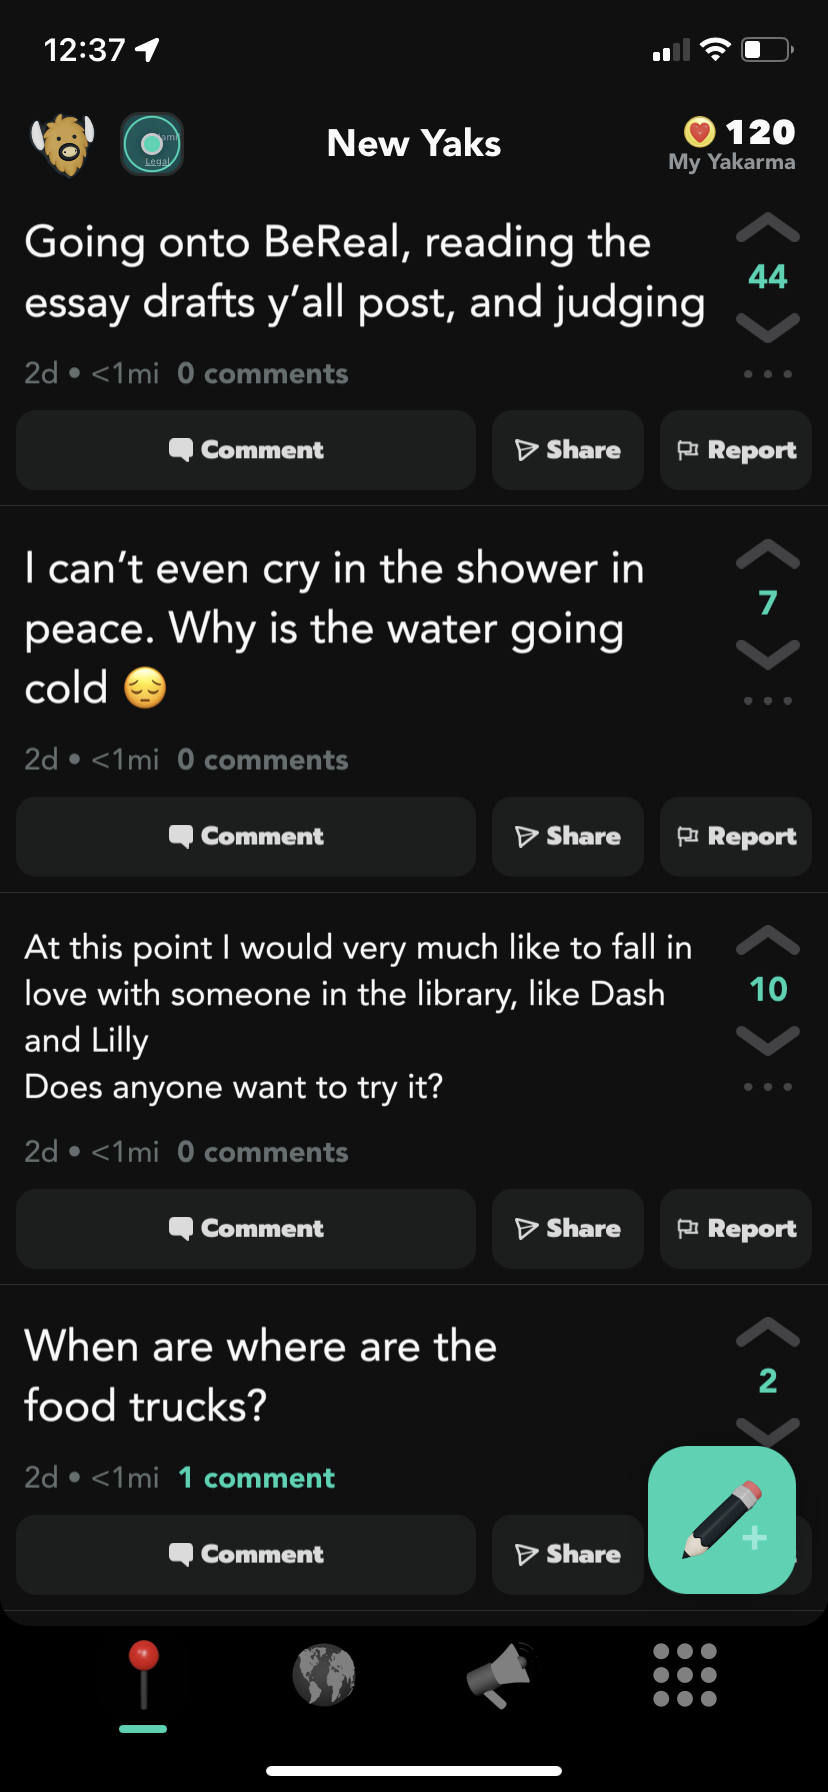 12:37
Legal
New Yaks
120
My Yakarma
Going onto BeReal, reading the
essay drafts y’all post, and judging
44
2d • <1mi 0 comments
Comment
Share
Report
I can’t even cry in the shower in
peace. Why is the water going
cold 😔
7
2d • <1mi 0 comments
Comment
Share
Report
At this point I would very much like to fall in
love with someone in the library, like Dash
and Lilly
Does anyone want to try it?
10
2d • <1mi 0 comments
Comment
Share
Report
When are where are the
food trucks?
2
2d • <1mi 1 comment
Comment
Share